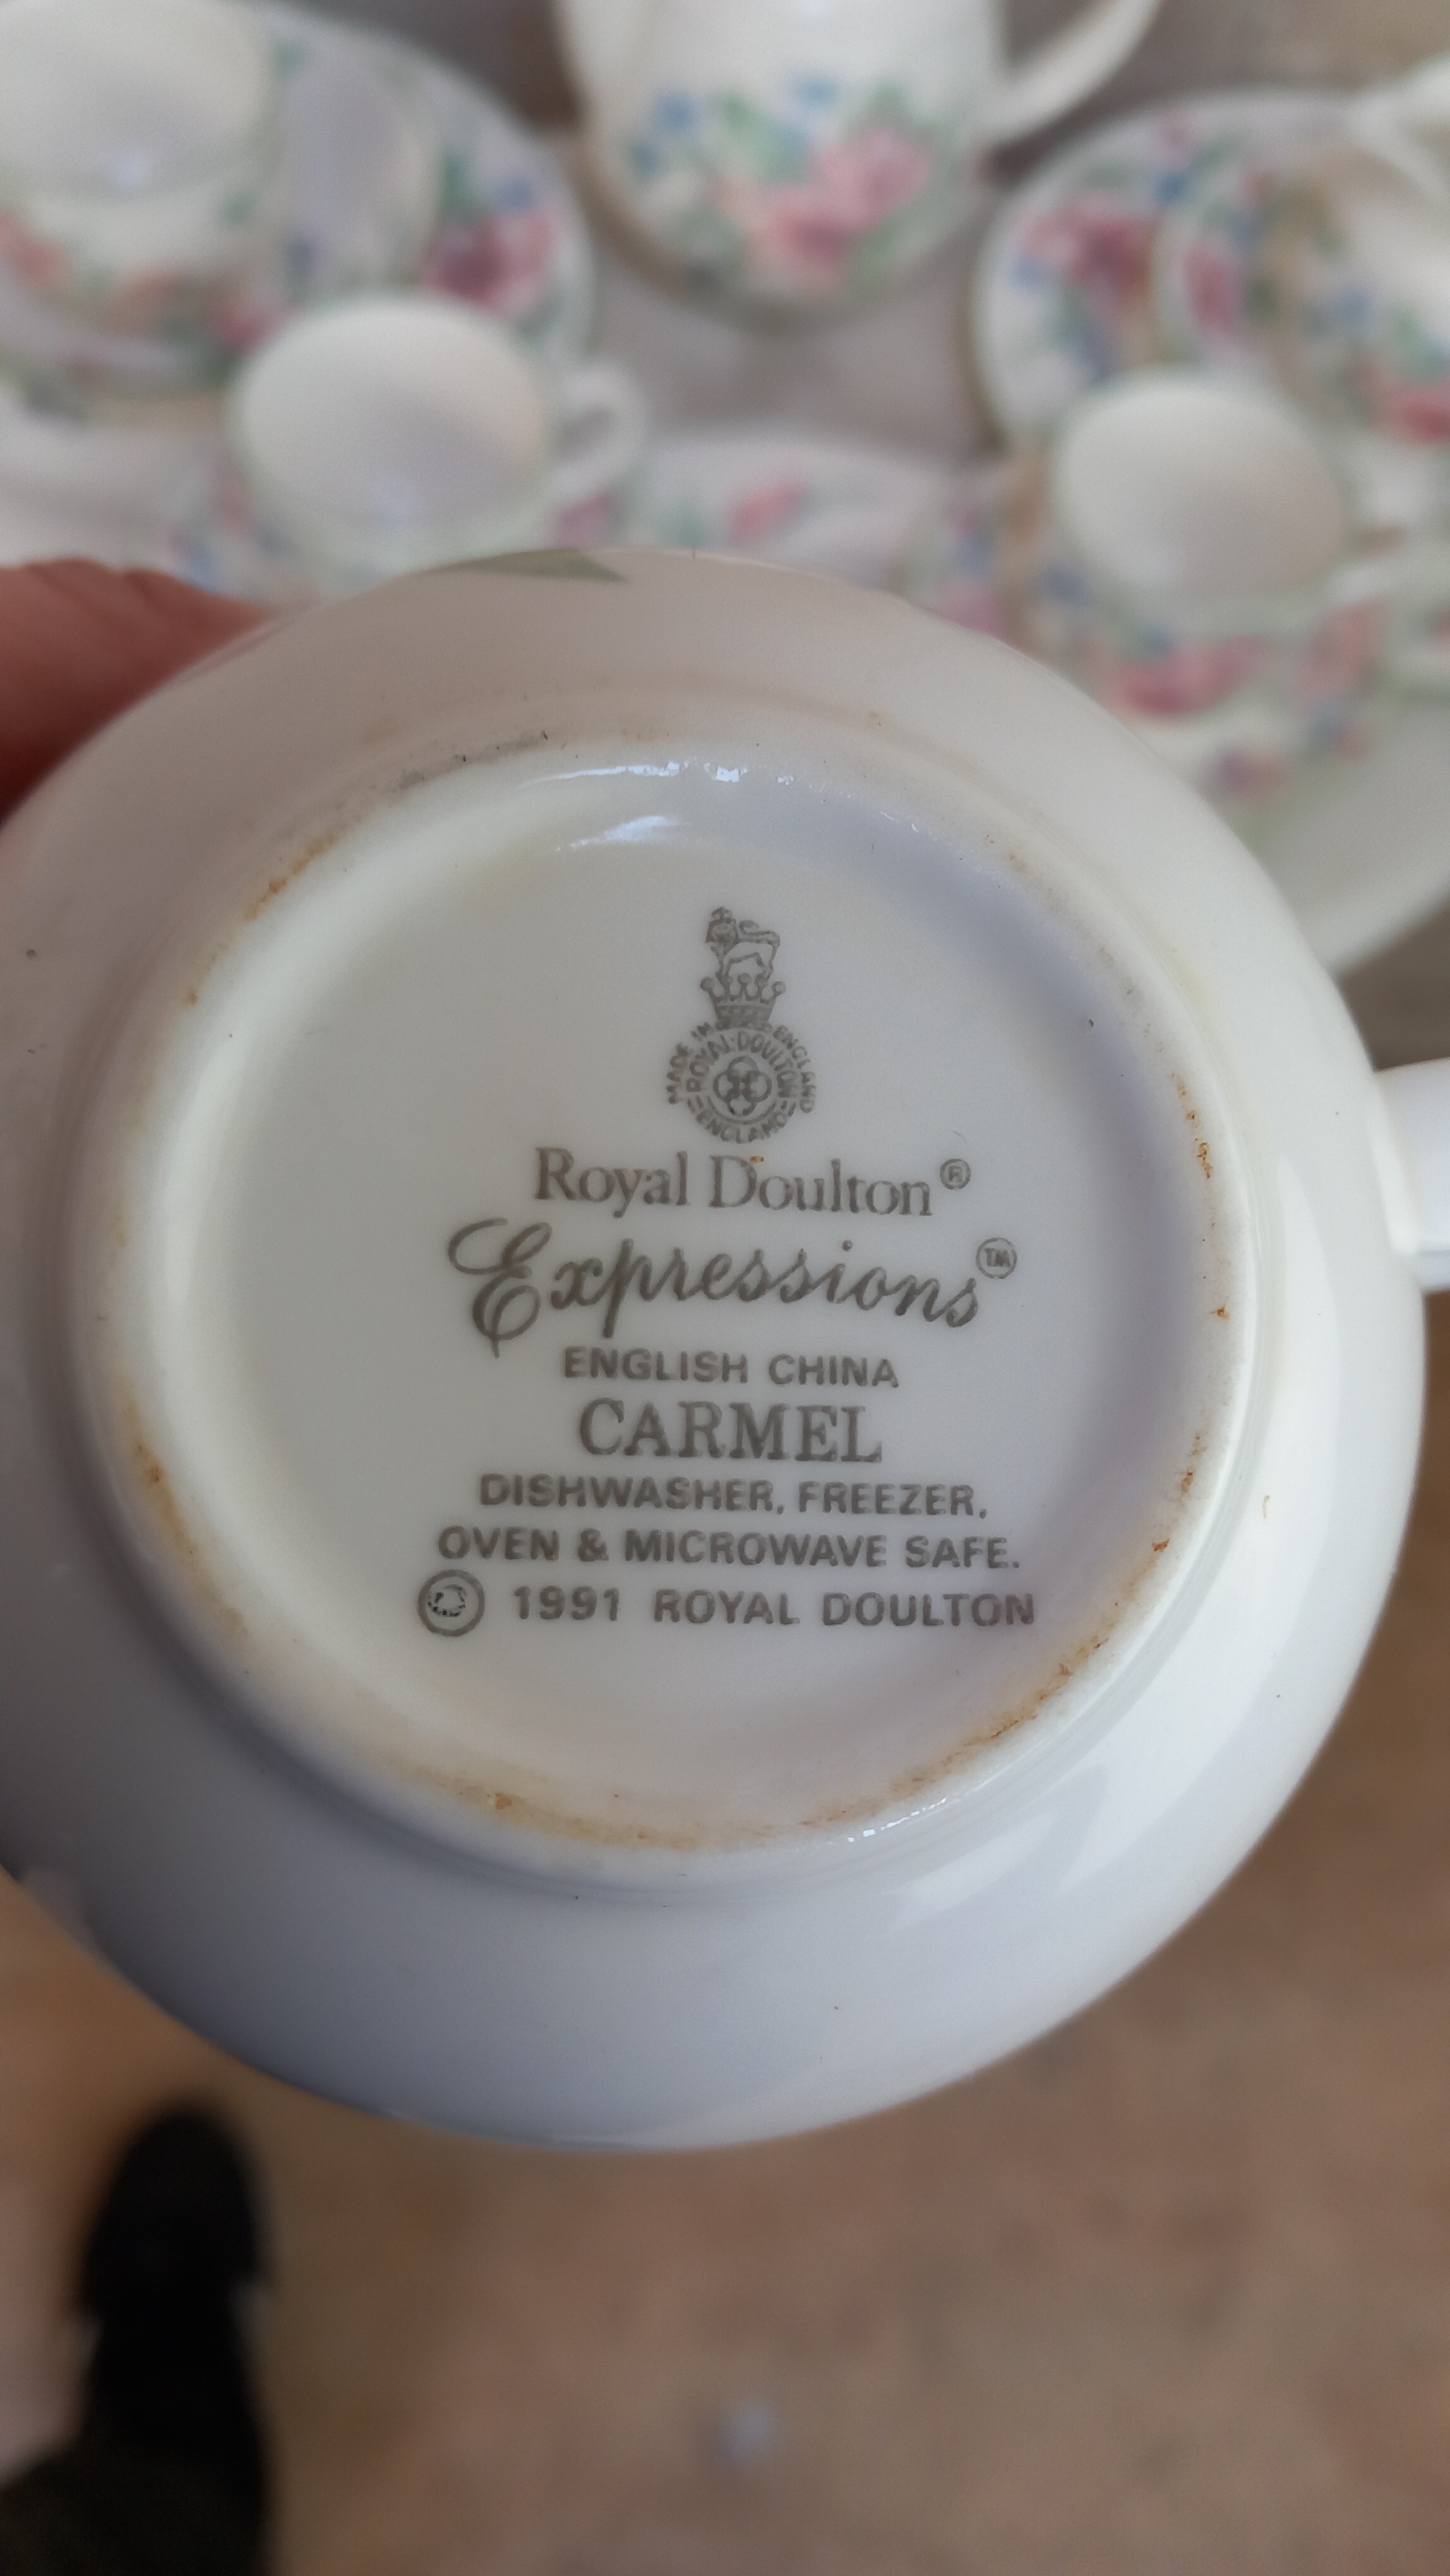 MADE IN ENGLAND
ROYAL·DOULTON
ENGLAND
Royal Doulton®
Expressions™
ENGLISH CHINA
CARMEL
DISHWASHER, FREEZER,
OVEN & MICROWAVE SAFE.
© 1991 ROYAL DOULTON